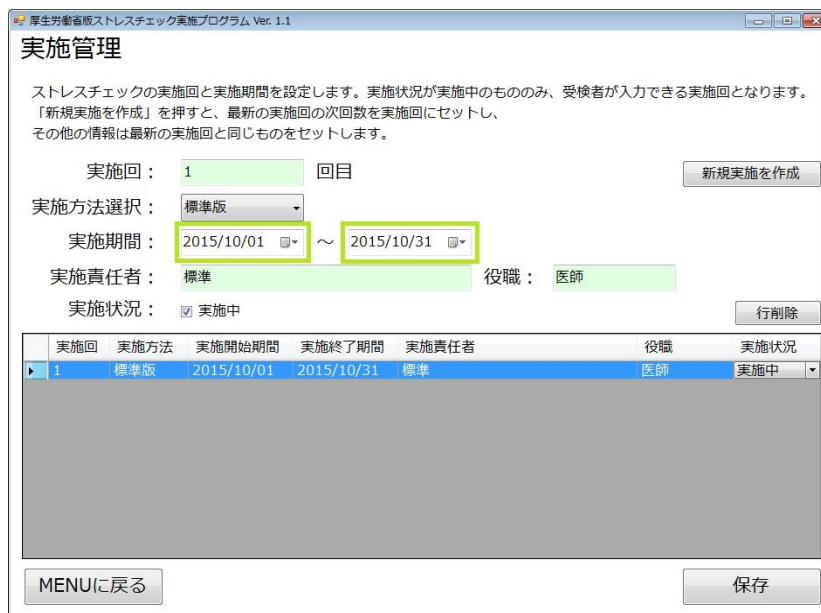 厚生労働省版ストレスチェック実施プログラム Ver. 1.1
実施管理
ストレスチェックの実施回と実施期間を設定します。実施状況が実施中のもののみ、受検者が入力できる実施回となります。
「新規実施を作成」を押すと、最新の実施回の次回数を実施回にセットし、
その他の情報は最新の実施回と同じものをセットします。
実施回： 1 回目 新規実施を作成
実施方法選択： 標準版
実施期間： 2015/10/01 ～ 2015/10/31
実施責任者： 標準 役職： 医師
実施状況： 実施中 行削除
実施回 実施方法 実施開始期間 実施終了期間 実施責任者 役職 実施状況
1 標準版 2015/10/01 2015/10/31 標準 医師 実施中
MENUに戻る 保存